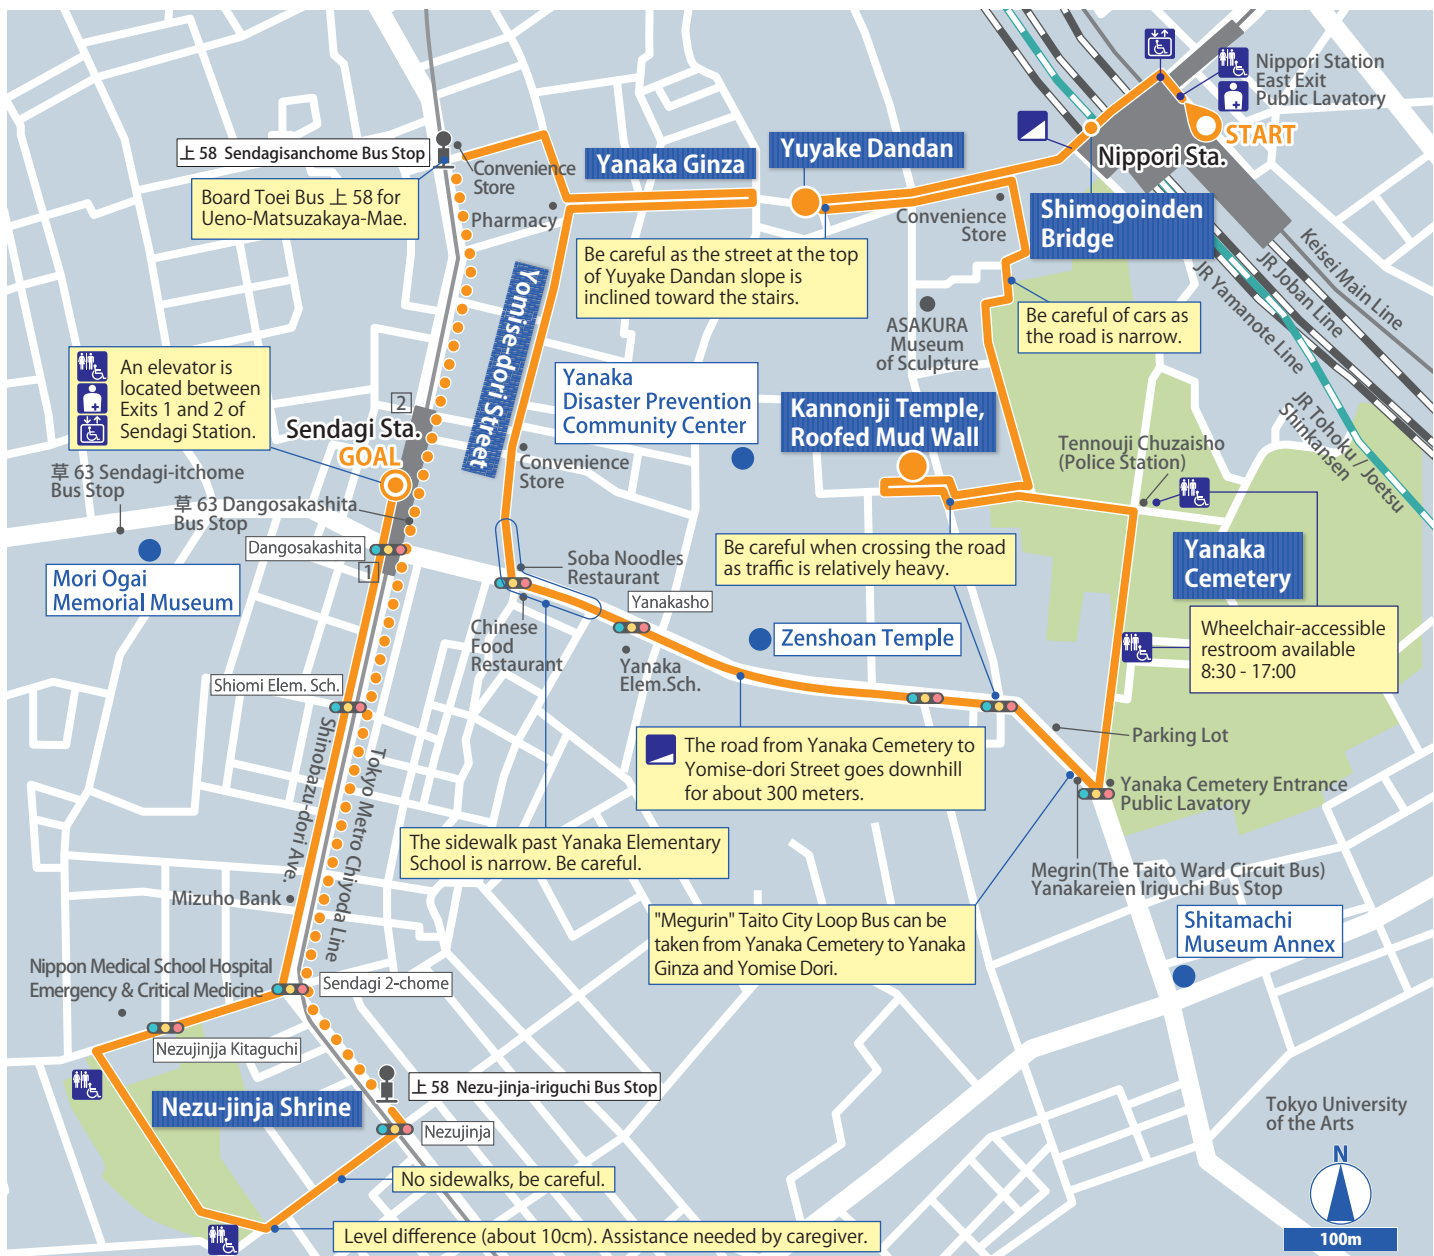 Nippori Station
East Exit
Public Lavatory
START
Nippori Sta.
上 58 Sendagisanchome Bus Stop
Board Toei Bus 上 58 for
Ueno-Matsuzakaya-Mae.
Convenience
Store
Pharmacy
Yanaka Ginza
Yuyake Dandan
Convenience
Store
Shimogoinden
Bridge
Keisei Main Line
JR Joban Line
JR Yamanote Line
JR Tohoku / Joetsu
Shinkansen
Be careful as the street at the top
of Yuyake Dandan slope is
inclined toward the stairs.
Be careful of cars as
the road is narrow.
ASAKURA
Museum
of Sculpture
Yomise-dori Street
An elevator is
located between
Exits 1 and 2 of
Sendagi Station.
2
Sendagi Sta.
GOAL
Yanaka
Disaster Prevention
Community Center
Kannonji Temple,
Roofed Mud Wall
Tennouji Chuzaisho
(Police Station)
Convenience
Store
草 63 Sendagi-itchome
Bus Stop
草 63 Dangosakashita
Bus Stop
Dangosakashita
1
Mori Ogai
Memorial Museum
Soba Noodles
Restaurant
Be careful when crossing the road
as traffic is relatively heavy.
Yanaka
Cemetery
Yanakasho
Chinese
Food
Restaurant
Yanaka
Elem.Sch.
Zenshoan Temple
Wheelchair-accessible
restroom available
8:30 - 17:00
Shiomi Elem. Sch.
Shinobazu-dori Ave.
Tokyo Metro Chiyoda Line
The road from Yanaka Cemetery to
Yomise-dori Street goes downhill
for about 300 meters.
Parking Lot
Yanaka Cemetery Entrance
Public Lavatory
The sidewalk past Yanaka Elementary
School is narrow. Be careful.
Megrin(The Taito Ward Circuit Bus)
Yanakareien Iriguchi Bus Stop
Mizuho Bank
"Megurin" Taito City Loop Bus can be
taken from Yanaka Cemetery to Yanaka
Ginza and Yomise Dori.
Shitamachi
Museum Annex
Nippon Medical School Hospital
Emergency & Critical Medicine
Sendagi 2-chome
Nezujinjja Kitaguchi
上 58 Nezu-jinja-iriguchi Bus Stop
Nezu-jinja Shrine
Nezujinja
Tokyo University
of the Arts
No sidewalks, be careful.
Level difference (about 10cm). Assistance needed by caregiver.
N
100m